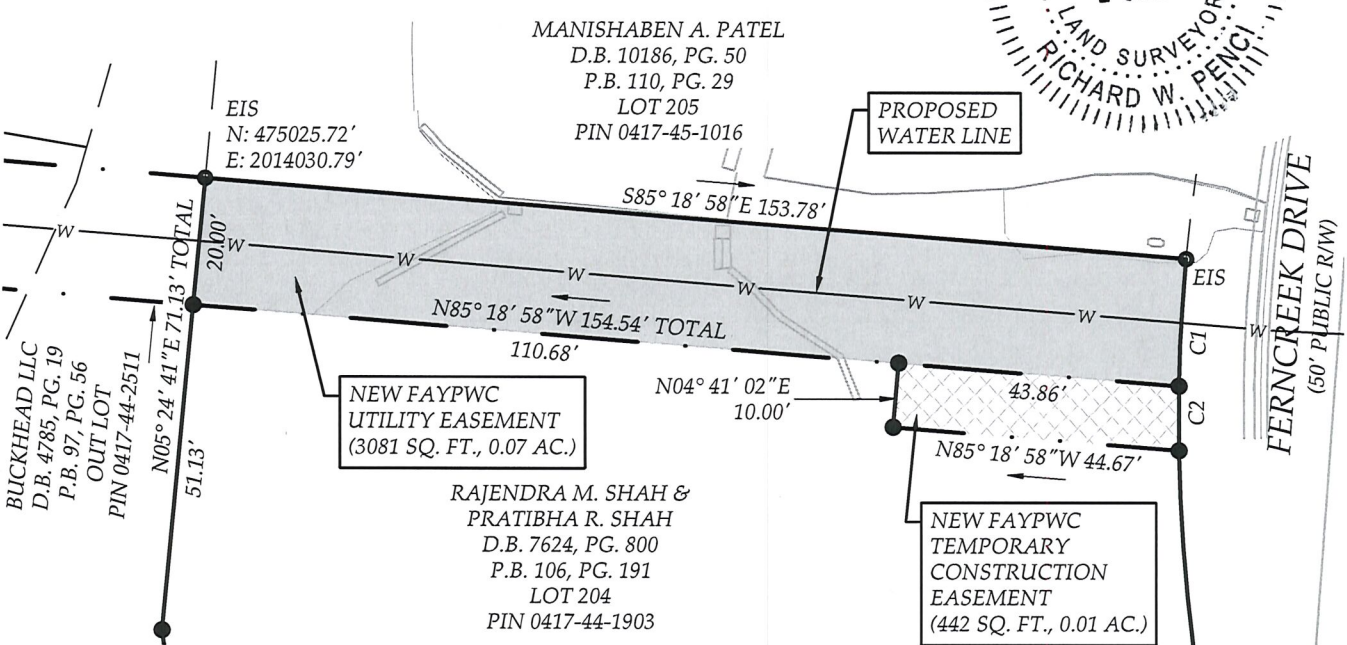 LAND SURVEYOR
RICHARD W. PENCI
MANISHABEN A. PATEL
D.B. 10186, PG. 50
P.B. 110, PG. 29
LOT 205
PIN 0417-45-1016
EIS
N: 475025.72'
E: 2014030.79'
PROPOSED
WATER LINE
S85° 18' 58"E 153.78'
EIS
FERNCREEK DRIVE
(50' PUBLIC R/W)
W
W
W
W
W
W
W
W
N05° 24' 41"E 71.13' TOTAL
20.00'
51.13'
N85° 18' 58"W 154.54' TOTAL
110.68'
C1
C2
43.86'
N04° 41' 02"E
10.00'
N85° 18' 58"W 44.67'
BUCKHEAD LLC
D.B. 4785, PG. 19
P.B. 97, PG. 56
OUT LOT
PIN 0417-44-2511
NEW FAYPWC
UTILITY EASEMENT
(3081 SQ. FT., 0.07 AC.)
RAJENDRA M. SHAH &
PRATIBHA R. SHAH
D.B. 7624, PG. 800
P.B. 106, PG. 191
LOT 204
PIN 0417-44-1903
NEW FAYPWC
TEMPORARY
CONSTRUCTION
EASEMENT
(442 SQ. FT., 0.01 AC.)